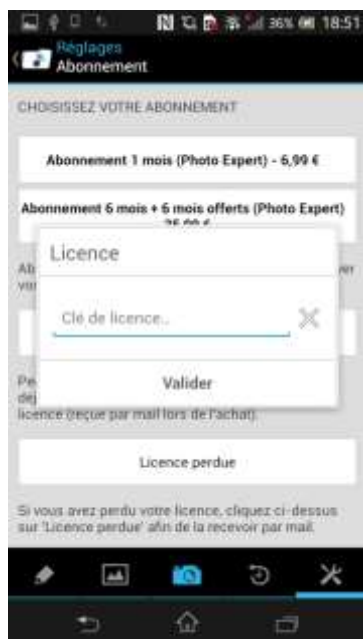 36% 18:51
Réglages
Abonnement
CHOISISSEZ VOTRE ABONNEMENT
Abonnement 1 mois (Photo Expert) - 6,99 €
Abonnement 6 mois + 6 mois offerts (Photo Expert)
Licence
Clé de licence..
Valider
licence (reçue par mail lors de l'achat).
Licence perdue
Si vous avez perdu votre licence, cliquez ci-dessus
sur 'Licence perdue' afin de la recevoir par mail.